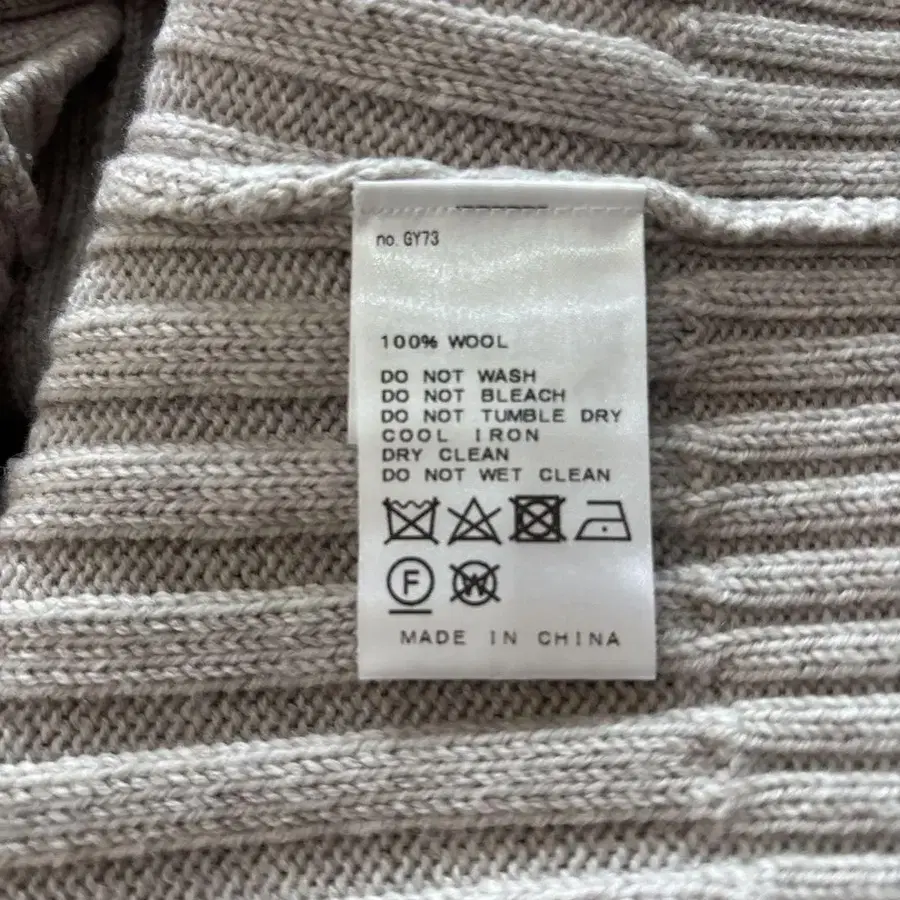 no. GY73
100% WOOL
DO NOT WASH
DO NOT BLEACH
DO NOT TUMBLE DRY
COOL IRON
DRY CLEAN
DO NOT WET CLEAN
F W
MADE IN CHINA